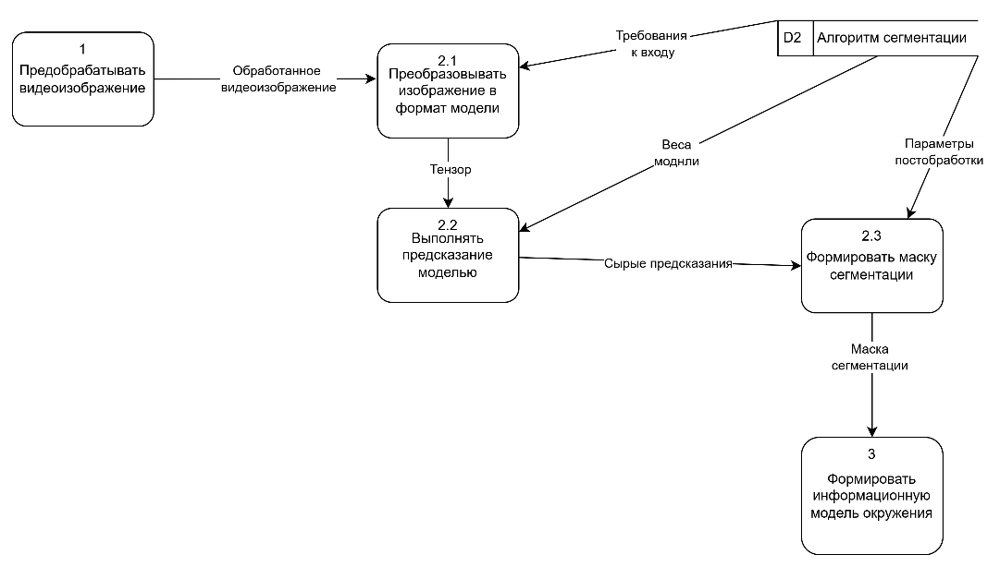 1
Предобрабатывать
видеоизображение
Обработанное
видеоизображение
2.1
Преобразовывать
изображение в
формат модели
Требования
к входу
D2
Алгоритм сегментации
Тензор
Веса
моднли
Параметры
постобработки
2.2
Выполнять
предсказание
моделью
Сырые предсказания
2.3
Формировать маску
сегментации
Маска
сегментации
3
Формировать
информационную
модель окружения